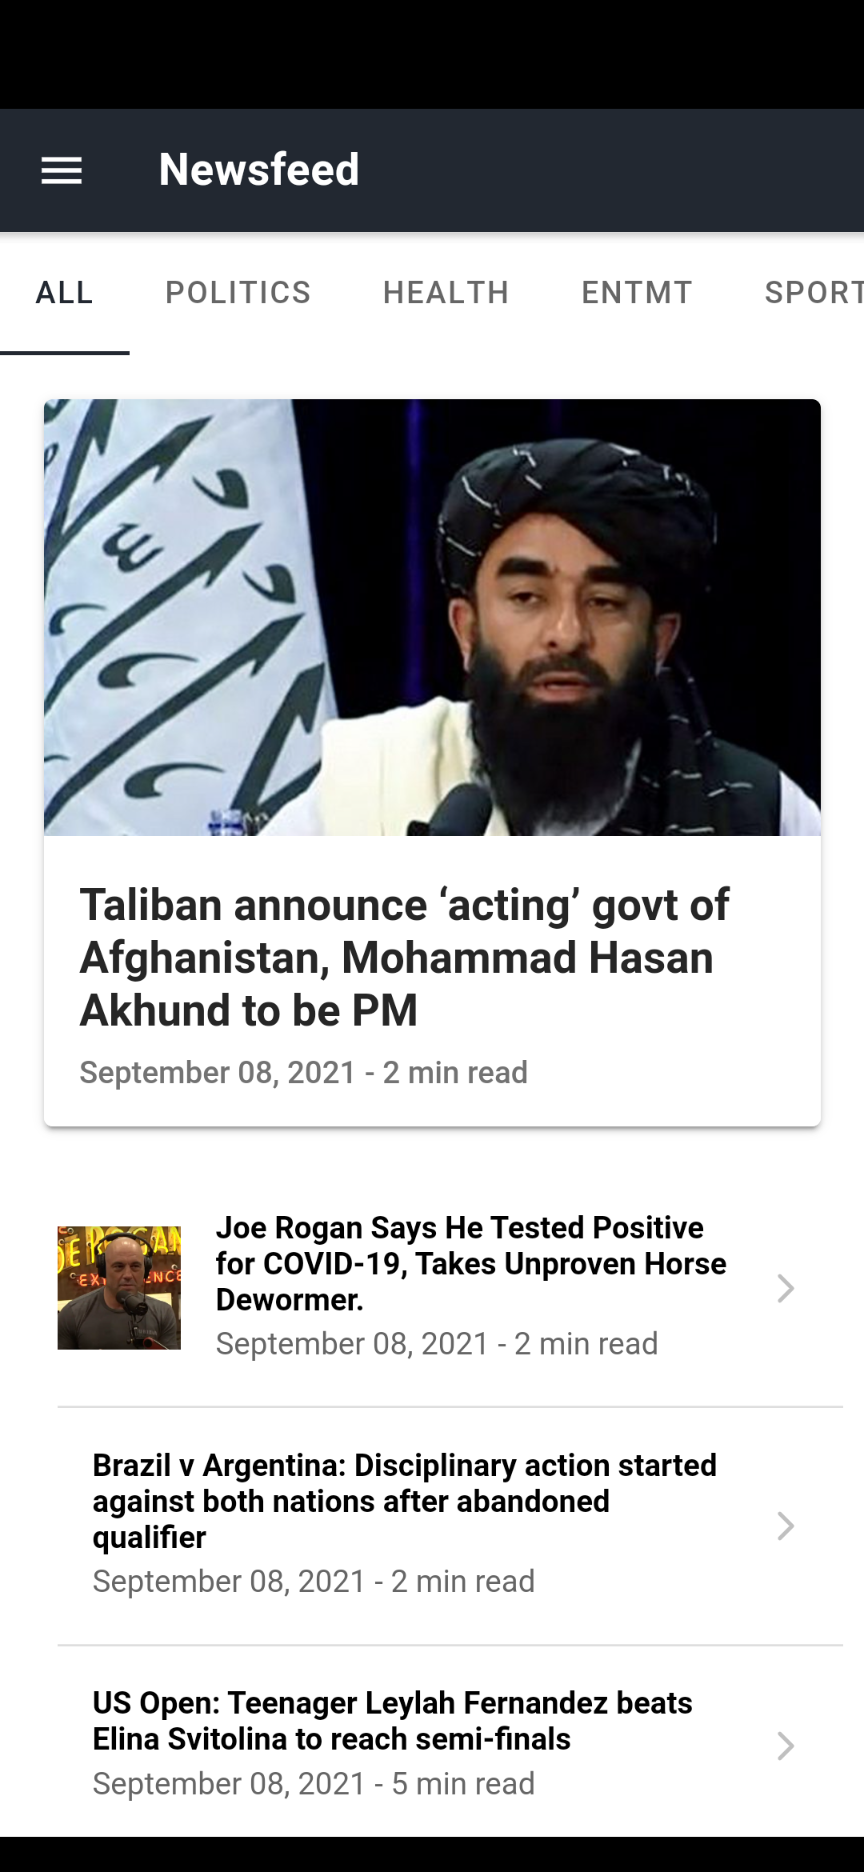 Newsfeed
ALL POLITICS HEALTH ENTMT SPORT
Taliban announce ‘acting’ govt of
Afghanistan, Mohammad Hasan
Akhund to be PM
September 08, 2021 - 2 min read
Joe Rogan Says He Tested Positive
for COVID-19, Takes Unproven Horse
Dewormer.
September 08, 2021 - 2 min read
Brazil v Argentina: Disciplinary action started
against both nations after abandoned
qualifier
September 08, 2021 - 2 min read
US Open: Teenager Leylah Fernandez beats
Elina Svitolina to reach semi-finals
September 08, 2021 - 5 min read